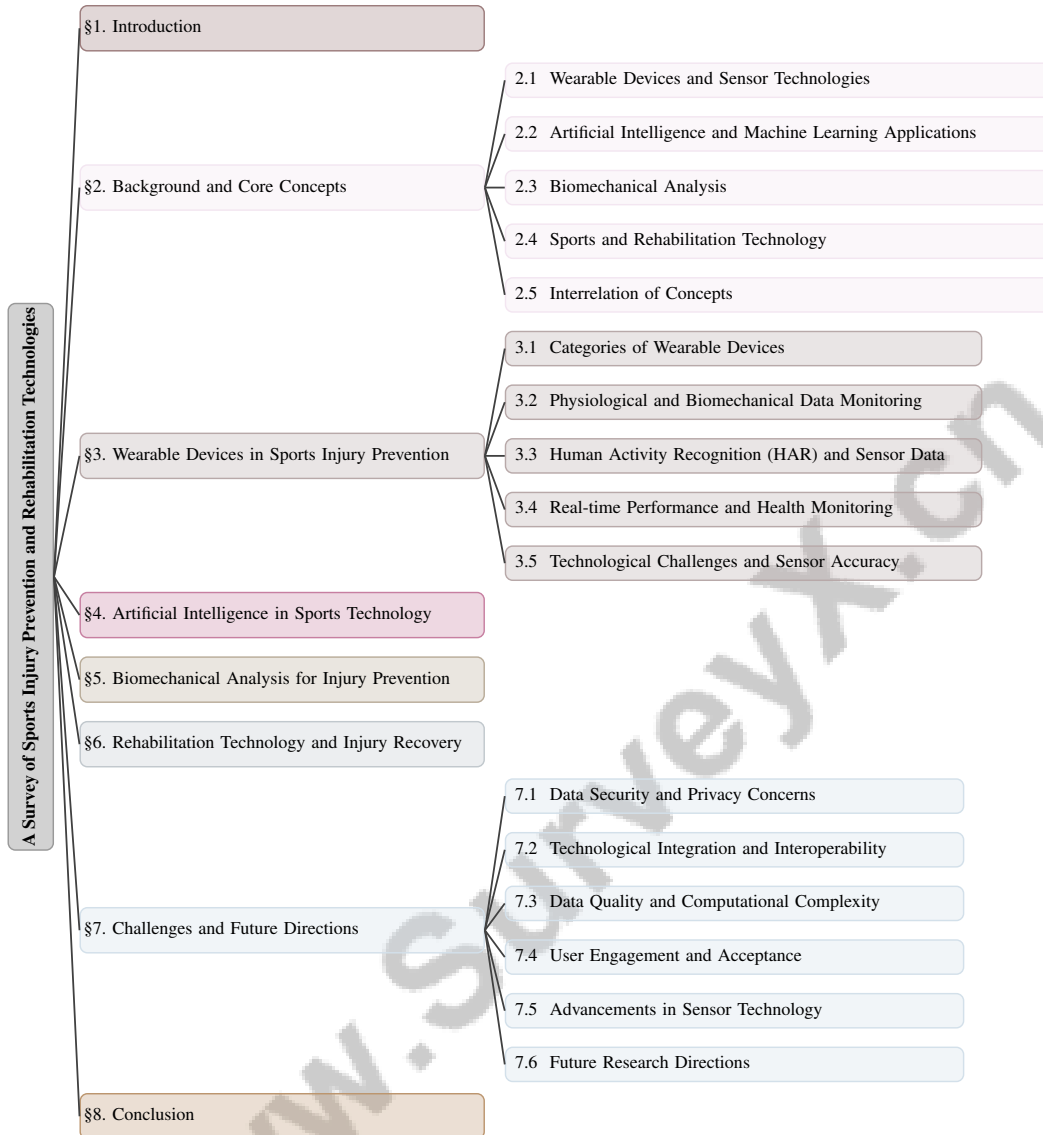 A Survey of Sports Injury Prevention and Rehabilitation Technologies
§1. Introduction
§2. Background and Core Concepts
2.1 Wearable Devices and Sensor Technologies
2.2 Artificial Intelligence and Machine Learning Applications
2.3 Biomechanical Analysis
2.4 Sports and Rehabilitation Technology
2.5 Interrelation of Concepts
§3. Wearable Devices in Sports Injury Prevention
3.1 Categories of Wearable Devices
3.2 Physiological and Biomechanical Data Monitoring
3.3 Human Activity Recognition (HAR) and Sensor Data
3.4 Real-time Performance and Health Monitoring
3.5 Technological Challenges and Sensor Accuracy
§4. Artificial Intelligence in Sports Technology
§5. Biomechanical Analysis for Injury Prevention
§6. Rehabilitation Technology and Injury Recovery
§7. Challenges and Future Directions
7.1 Data Security and Privacy Concerns
7.2 Technological Integration and Interoperability
7.3 Data Quality and Computational Complexity
7.4 User Engagement and Acceptance
7.5 Advancements in Sensor Technology
7.6 Future Research Directions
§8. Conclusion
www.SurveyX.cn